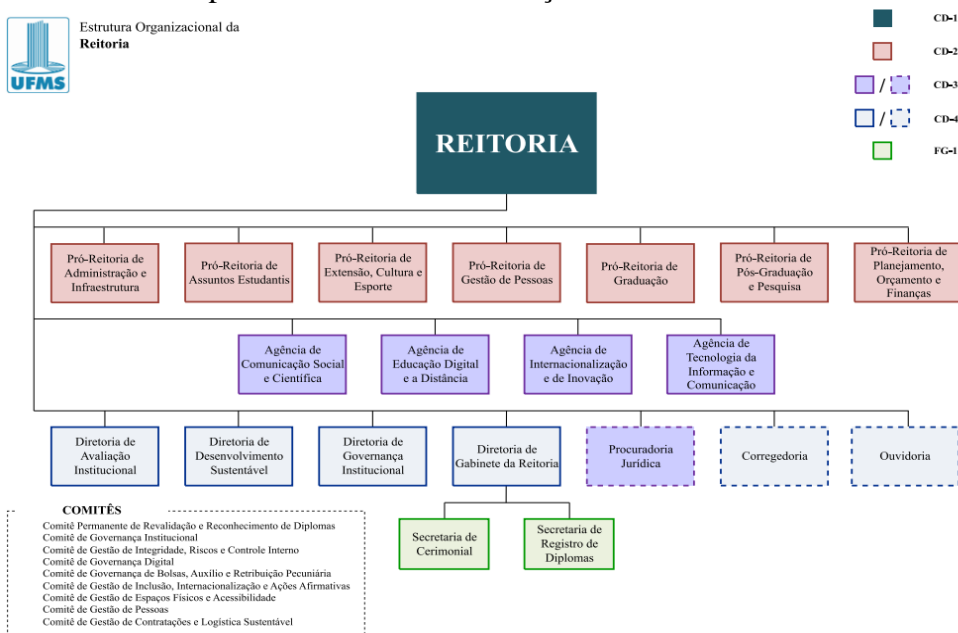 Estrutura Organizacional da
Reitoria
UFMS
CD-1
CD-2
/ CD-3
/ CD-4
FG-1
REITORIA
Pró-Reitoria de
Administração e
Infraestrutura
Pró-Reitoria de
Assuntos Estudantis
Pró-Reitoria de
Extensão, Cultura e
Esporte
Pró-Reitoria de
Gestão de Pessoas
Pró-Reitoria de
Graduação
Pró-Reitoria de
Pós-Graduação
e Pesquisa
Pró-Reitoria de
Planejamento,
Orçamento e
Finanças
Agência de
Comunicação Social
e Científica
Agência de
Educação Digital
e a Distância
Agência de
Internacionalização
e de Inovação
Agência de
Tecnologia da
Informação e
Comunicação
Diretoria de
Avaliação
Institucional
Diretoria de
Desenvolvimento
Sustentável
Diretoria de
Governança
Institucional
Diretoria de
Gabinete da Reitoria
Procuradoria
Jurídica
Corregedoria
Ouvidoria
Secretaria de
Cerimonial
Secretaria de
Registro de
Diplomas
COMITÊS
Comitê Permanente de Revalidação e Reconhecimento de Diplomas
Comitê de Governança Institucional
Comitê de Gestão de Integridade, Riscos e Controle Interno
Comitê de Governança Digital
Comitê de Governança de Bolsas, Auxílio e Retribuição Pecuniária
Comitê de Gestão de Inclusão, Internacionalização e Ações Afirmativas
Comitê de Gestão de Espaços Físicos e Acessibilidade
Comitê de Gestão de Pessoas
Comitê de Gestão de Contratações e Logística Sustentável